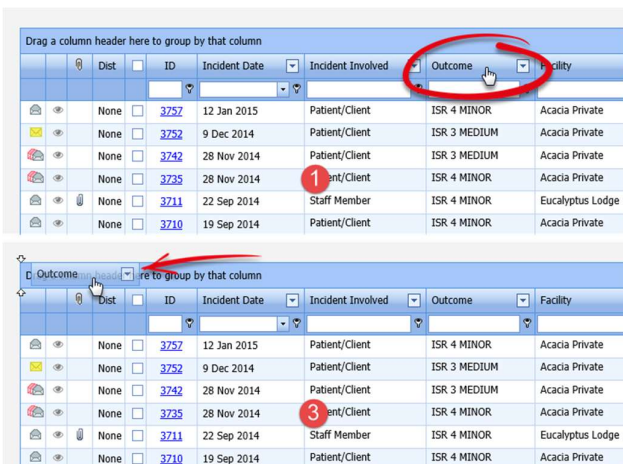 Drag a column header here to group by that column
Dist ID Incident Date Incident Involved Outcome Facility
None 3757 12 Jan 2015 Patient/Client ISR 4 MINOR Acacia Private
None 3752 9 Dec 2014 Patient/Client ISR 3 MEDIUM Acacia Private
None 3742 28 Nov 2014 Patient/Client ISR 3 MEDIUM Acacia Private
None 3735 28 Nov 2014 1 ent/Client ISR 4 MINOR Acacia Private
None 3711 22 Sep 2014 Staff Member ISR 4 MINOR Eucalyptus Lodge
None 3710 19 Sep 2014 Patient/Client ISR 4 MINOR Acacia Private
Outcome
Drag a column header here to group by that column
Dist ID Incident Date Incident Involved Outcome Facility
None 3757 12 Jan 2015 Patient/Client ISR 4 MINOR Acacia Private
None 3752 9 Dec 2014 Patient/Client ISR 3 MEDIUM Acacia Private
None 3742 28 Nov 2014 Patient/Client ISR 3 MEDIUM Acacia Private
None 3735 28 Nov 2014 3 ent/Client ISR 4 MINOR Acacia Private
None 3711 22 Sep 2014 Staff Member ISR 4 MINOR Eucalyptus Lodge
None 3710 19 Sep 2014 Patient/Client ISR 4 MINOR Acacia Private